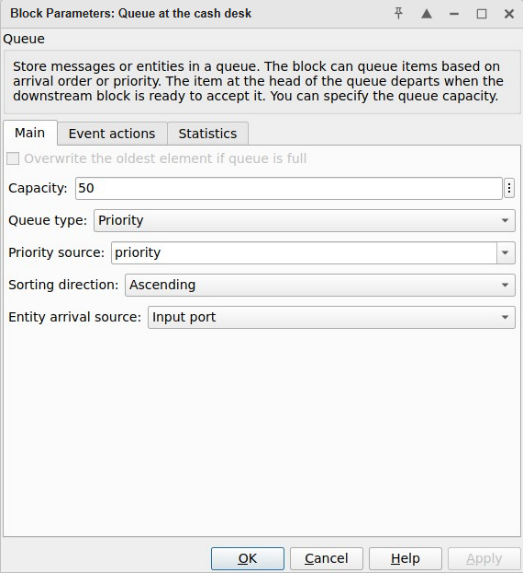 Block Parameters: Queue at the cash desk
Queue
Store messages or entities in a queue. The block can queue items based on
arrival order or priority. The item at the head of the queue departs when the
downstream block is ready to accept it. You can specify the queue capacity.
Main Event actions Statistics
Overwrite the oldest element if queue is full
Capacity: 50
Queue type: Priority
Priority source: priority
Sorting direction: Ascending
Entity arrival source: Input port
OK Cancel Help Apply